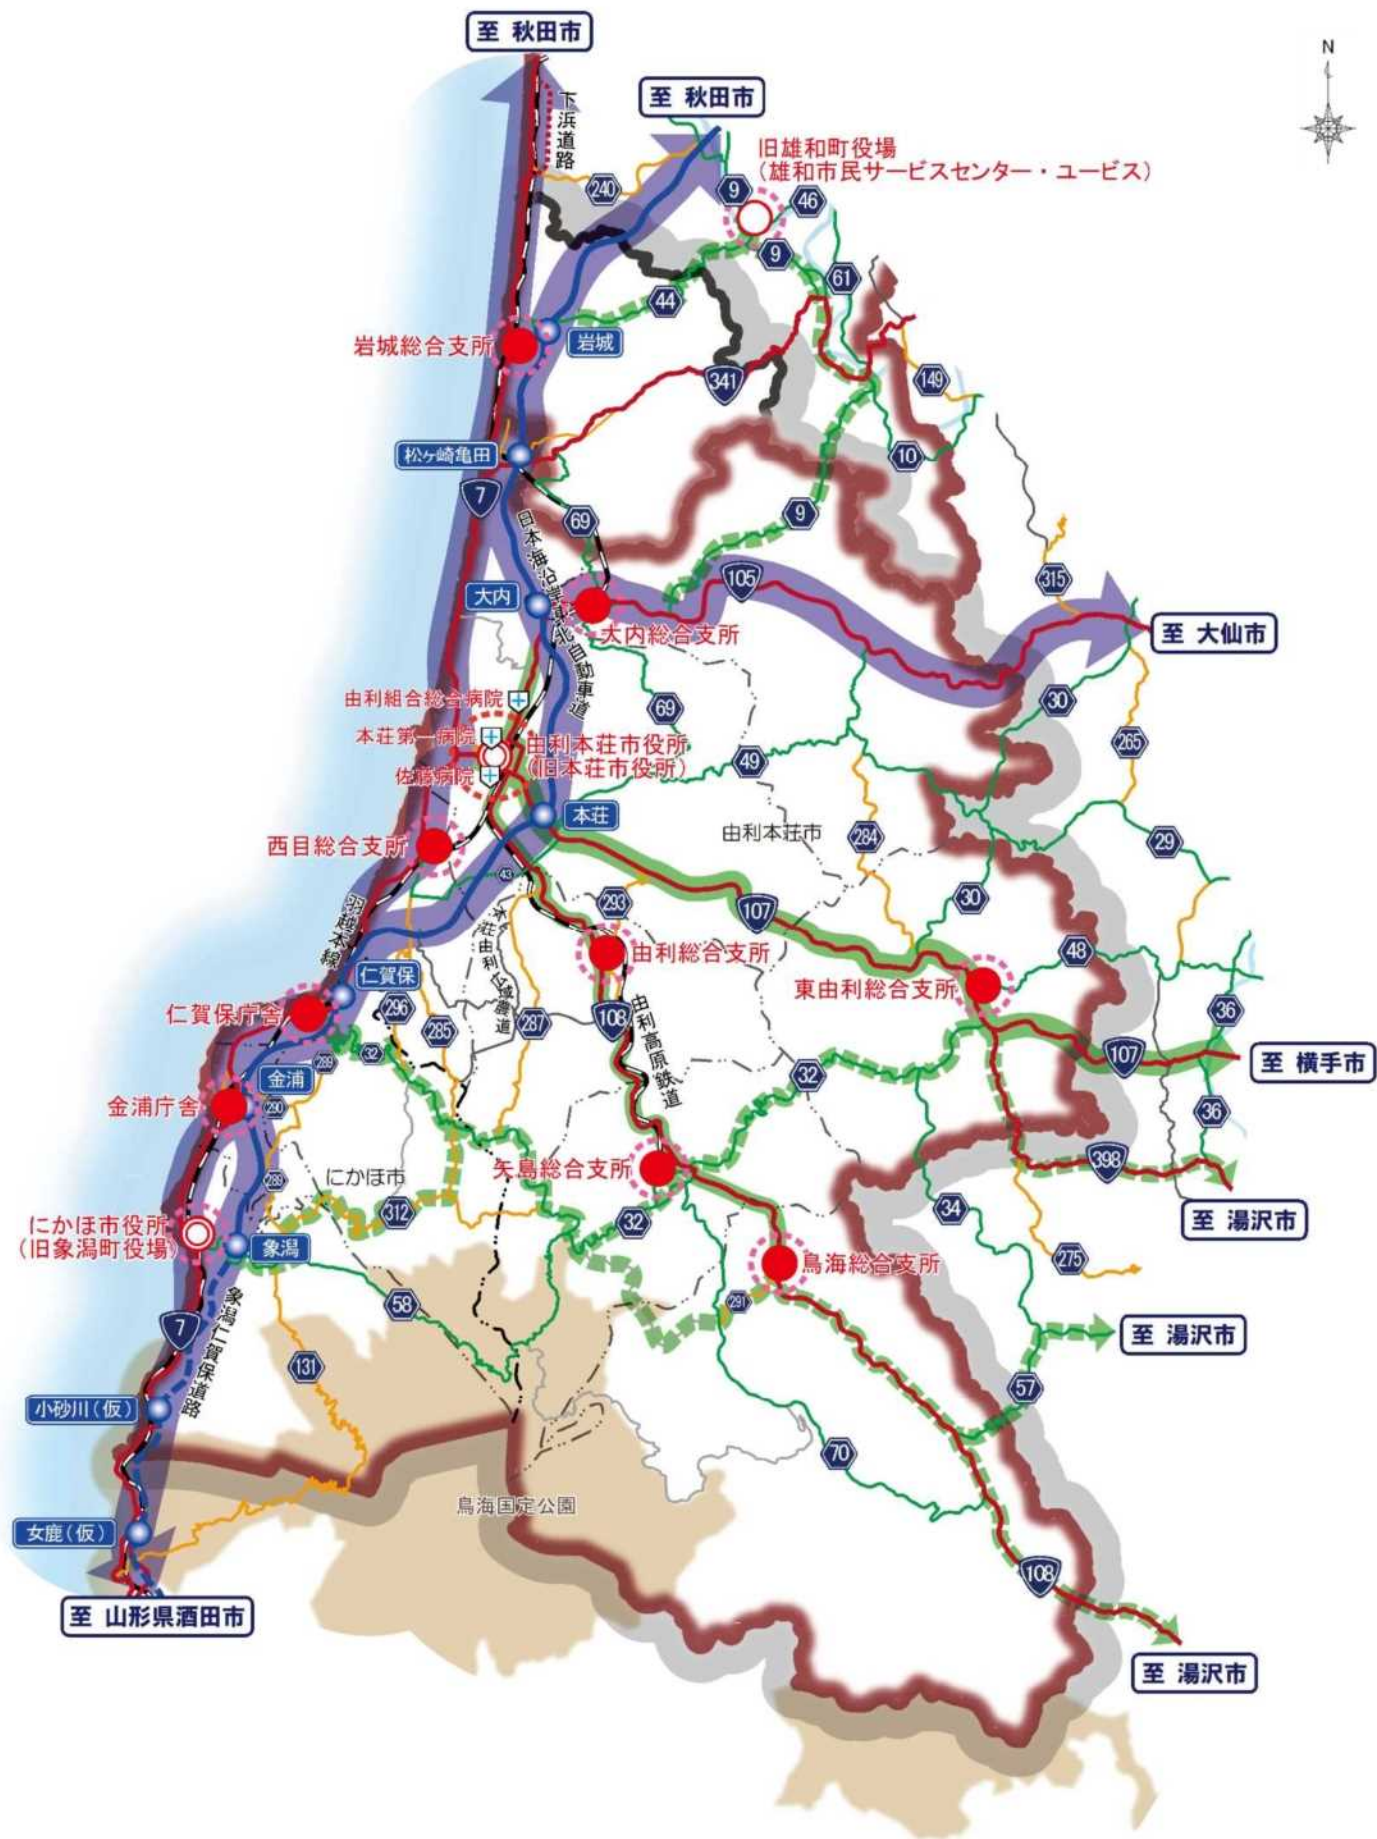 至 秋田市
N
至 秋田市
下浜道路
旧雄和町役場
(雄和市民サービスセンター・ユービス)
240
9
46
9
61
44
岩城総合支所
岩城
341
149
松ヶ崎亀田
10
7
9
69
日本海沿岸東北自動車道
105
315
大内
大内総合支所
至 大仙市
由利組合総合病院
69
30
本荘第一病院
由利本荘市役所
(旧本荘市役所)
265
佐藤病院
49
本荘
由利本荘市
284
29
西目総合支所
43
293
30
107
羽越本線
本荘由利広域農道
由利総合支所
48
仁賀保
東由利総合支所
仁賀保庁舎
296
285
287
108
由利高原鉄道
36
289
32
107
至 横手市
金浦
32
金浦庁舎
290
36
矢島総合支所
398
289
にかほ市
312
32
34
至 湯沢市
にかほ市役所
(旧象潟町役場)
象潟
鳥海総合支所
275
58
291
7
象潟仁賀保道路
至 湯沢市
131
57
小砂川(仮)
70
鳥海国定公園
女鹿(仮)
108
至 山形県酒田市
至 湯沢市